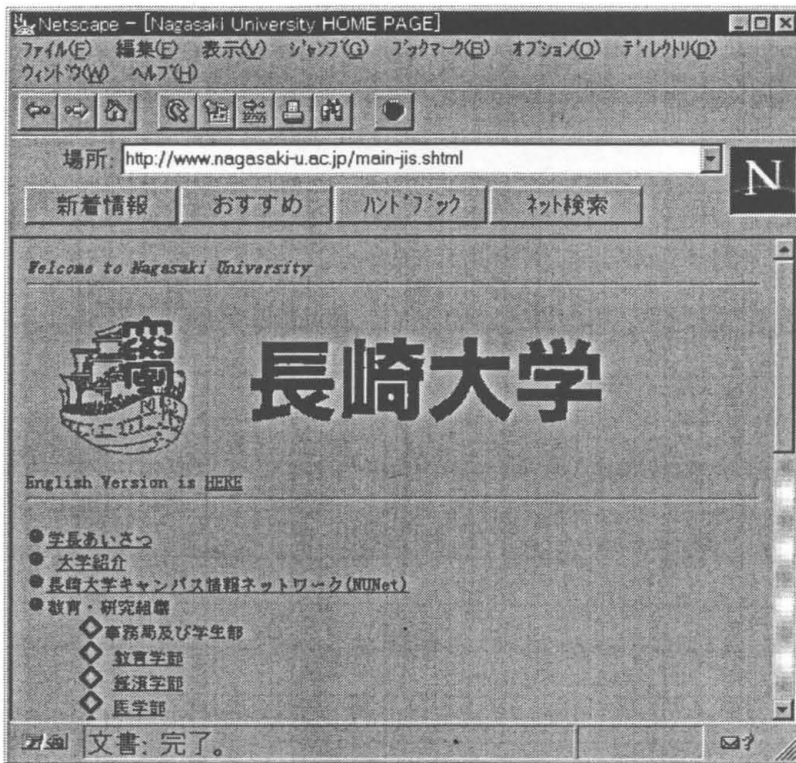 Netscape - [Nagasaki University HOME PAGE]
ファイル(F) 編集(E) 表示(V) ジャンプ(G) ブックマーク(B) オプション(O) ディレクトリ(D)
ウィンドウ(W) ヘルプ(H)
場所: http://www.nagasaki-u.ac.jp/main-jis.shtml
N
新着情報 おすすめ ハンドブック ネット検索
Welcome to Nagasaki University
長崎大学
English Version is HERE
学長あいさつ
大学紹介
長崎大学キャンパス情報ネットワーク(NUNet)
教育・研究組織
事務局及び学生部
教育学部
経済学部
医学部
文書: 完了。